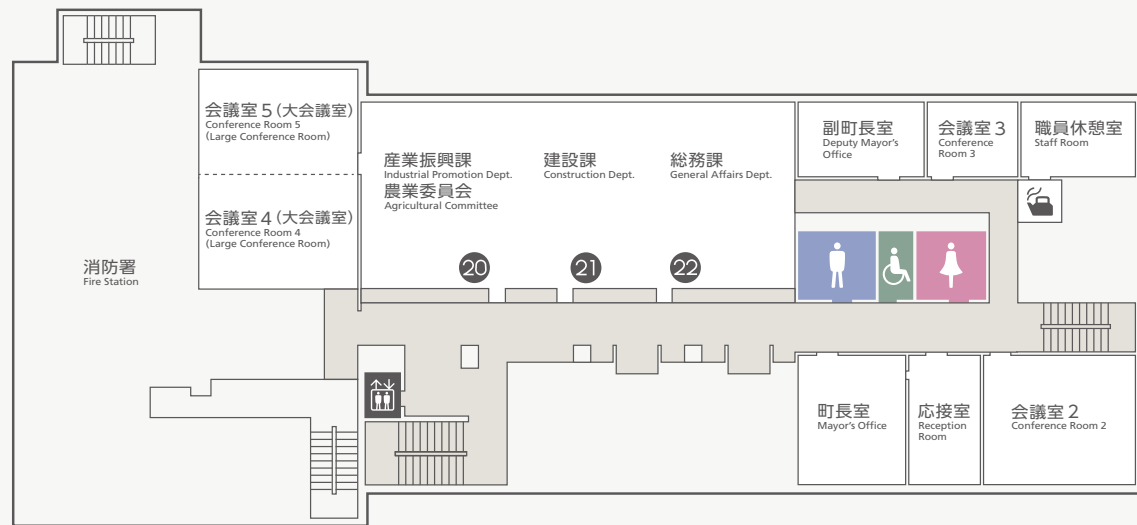 会議室5(大会議室)
Conference Room 5
(Large Conference Room)
会議室4(大会議室)
Conference Room 4
(Large Conference Room)
消防署
Fire Station
産業振興課
Industrial Promotion Dept.
農業委員会
Agricultural Committee
建設課
Construction Dept.
総務課
General Affairs Dept.
20
21
22
副町長室
Deputy Mayor's
Office
会議室3
Conference
Room 3
職員休憩室
Staff Room
町長室
Mayor's Office
応接室
Reception
Room
会議室2
Conference Room 2